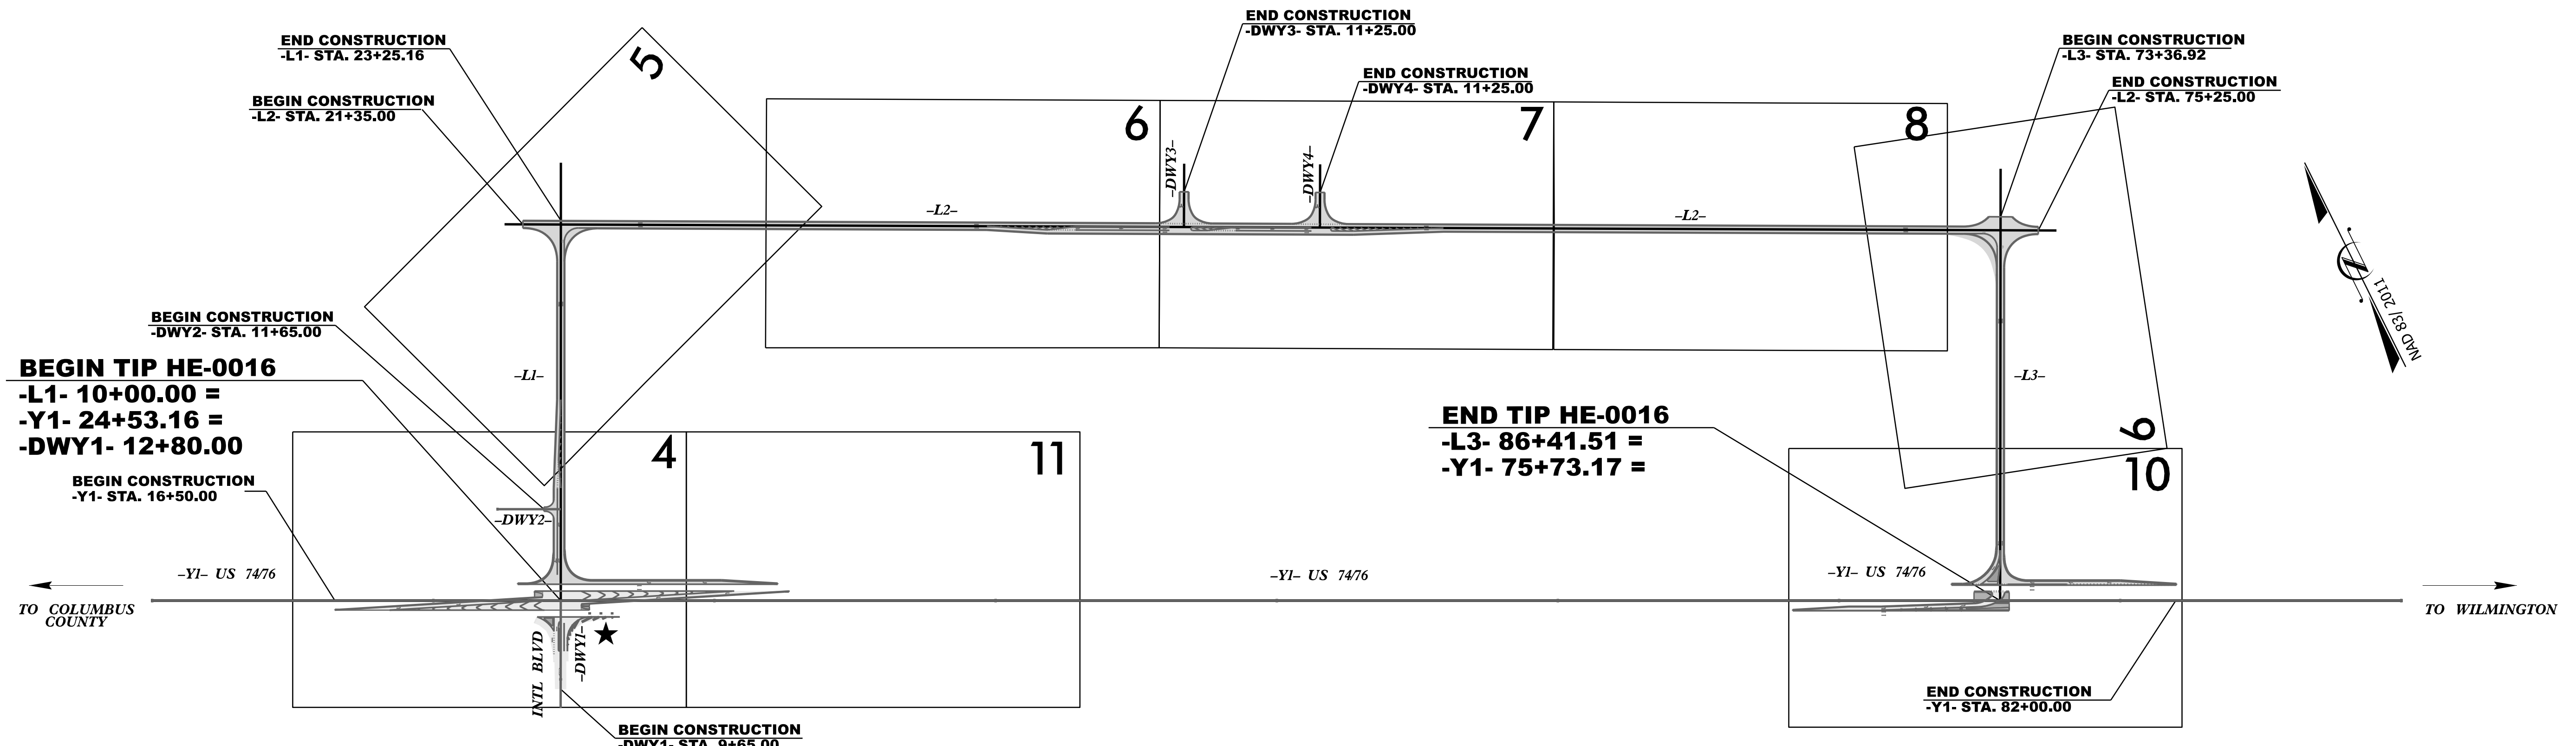 END CONSTRUCTION
-L1- STA. 23+25.16
BEGIN CONSTRUCTION
-L2- STA. 21+35.00
5
END CONSTRUCTION
-DWY3- STA. 11+25.00
END CONSTRUCTION
-DWY4- STA. 11+25.00
BEGIN CONSTRUCTION
-L3- STA. 73+36.92
END CONSTRUCTION
-L2- STA. 75+25.00
6
7
8
-DWY3-
-DWY4-
-L2-
-L2-
NAD 83/ 2011
BEGIN CONSTRUCTION
-DWY2- STA. 11+65.00
BEGIN TIP HE-0016
-L1- 10+00.00 =
-Y1- 24+53.16 =
-DWY1- 12+80.00
-L1-
-L3-
END TIP HE-0016
-L3- 86+41.51 =
-Y1- 75+73.17 =
9
4
11
10
BEGIN CONSTRUCTION
-Y1- STA. 16+50.00
-DWY2-
-Y1- US 74/76
-Y1- US 74/76
-Y1- US 74/76
TO COLUMBUS
COUNTY
TO WILMINGTON
INTL BLVD
-DWY1-
END CONSTRUCTION
-Y1- STA. 82+00.00
BEGIN CONSTRUCTION
-DWY1- STA. 9+65.00